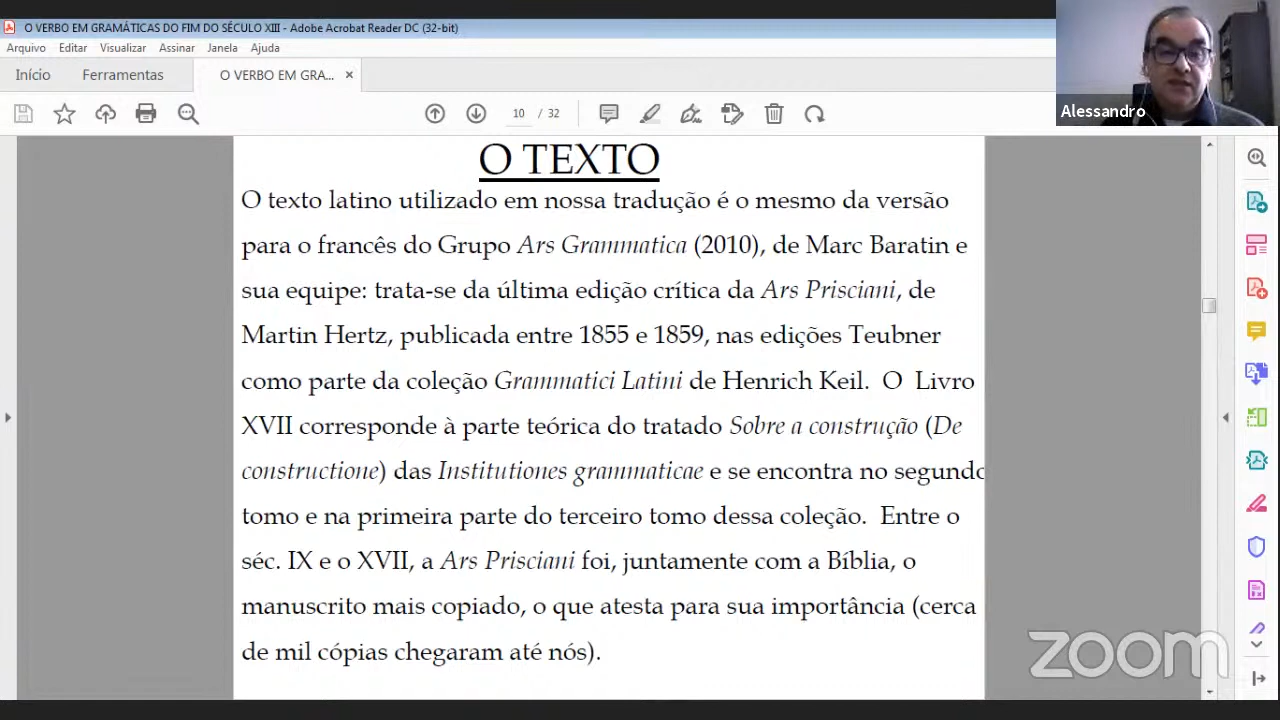 O VERBO EM GRAMÁTICAS DO FIM DO SÉCULO XIII - Adobe Acrobat Reader DC (32-bit)
Arquivo Editar Visualizar Assinar Janela Ajuda
Início Ferramentas O VERBO EM GRA... ×
10 / 32
Alessandro
O TEXTO
O texto latino utilizado em nossa tradução é o mesmo da versão
para o francês do Grupo Ars Grammatica (2010), de Marc Baratin e
sua equipe: trata-se da última edição crítica da Ars Prisciani, de
Martin Hertz, publicada entre 1855 e 1859, nas edições Teubner
como parte da coleção Grammatici Latini de Henrich Keil. O Livro
XVII corresponde à parte teórica do tratado Sobre a construção (De
constructione) das Institutiones grammaticae e se encontra no segundo
tomo e na primeira parte do terceiro tomo dessa coleção. Entre o
séc. IX e o XVII, a Ars Prisciani foi, juntamente com a Bíblia, o
manuscrito mais copiado, o que atesta para sua importância (cerca
de mil cópias chegaram até nós).
zoom